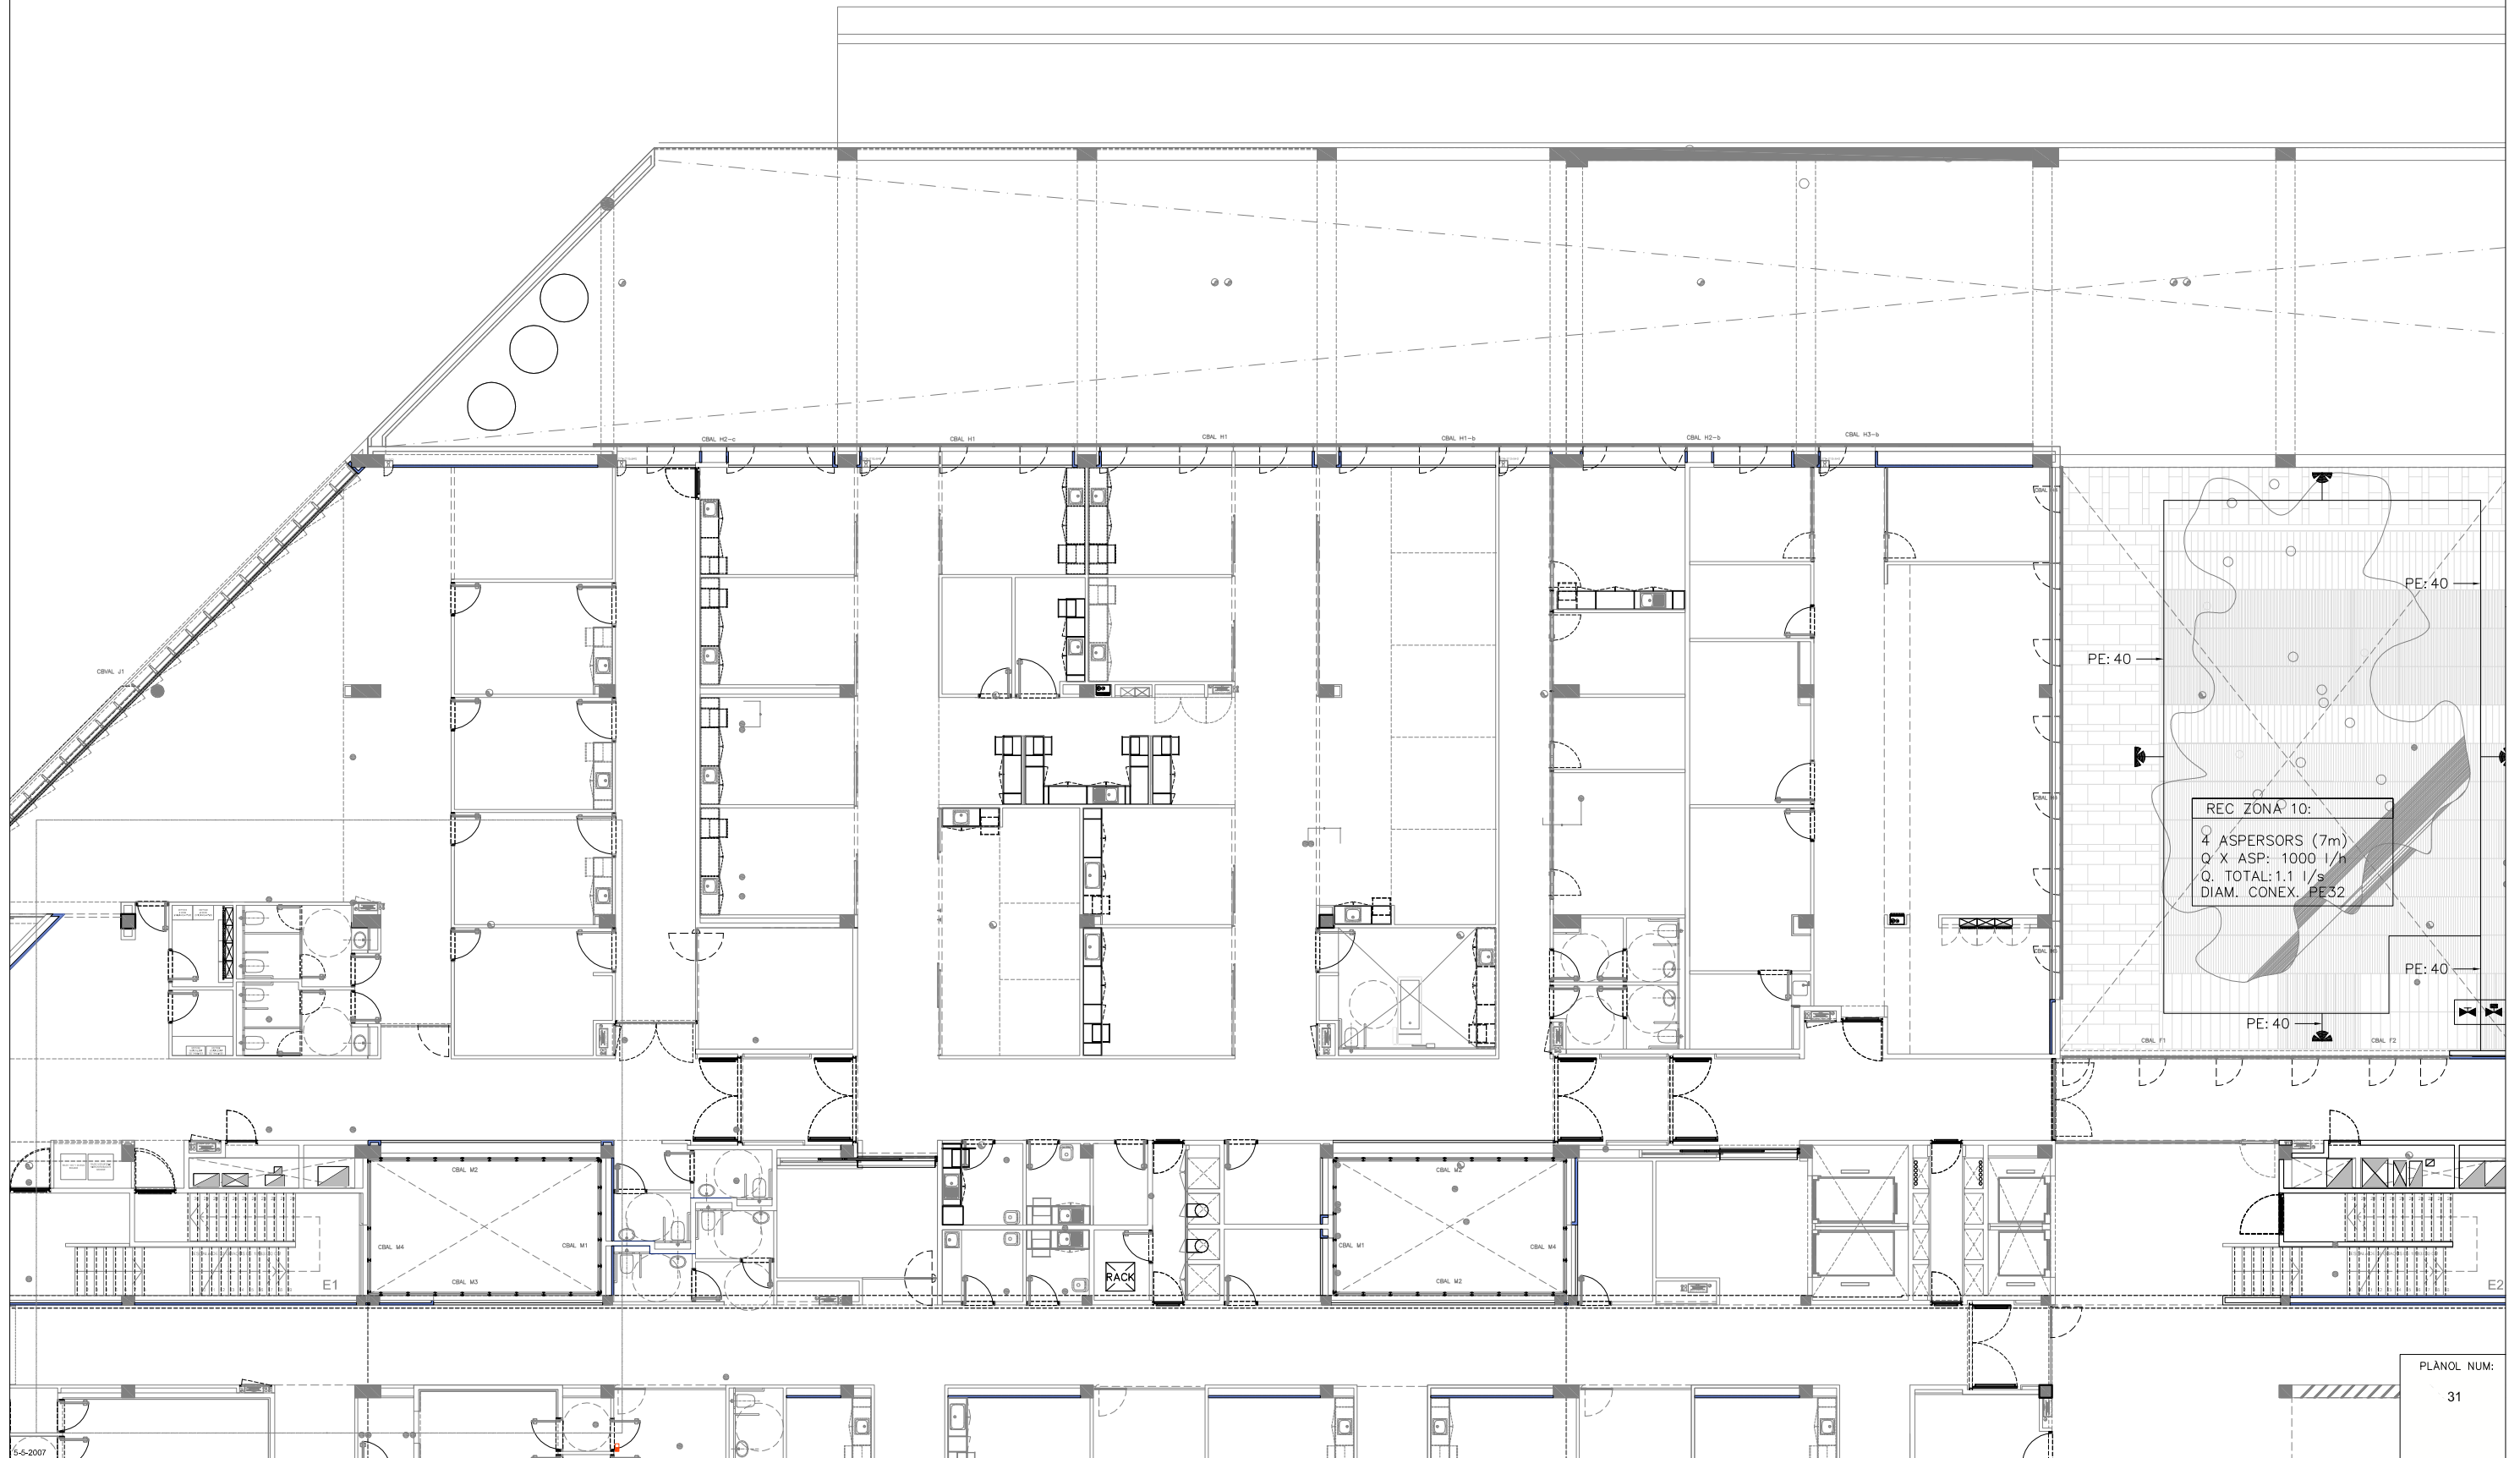 CBAL H2-c
CBAL H1
CBAL H1
CBAL H1-b
CBAL H2-b
CBAL H3-b
CBVAL J1
PE: 40
PE: 40
REC ZONA 10:
4 ASPERSORS (7m)
Q X ASP: 1000 l/h
Q. TOTAL: 1.1 l/s
DIAM. CONEX. PE32
PE: 40
PE: 40
CBAL F1
CBAL F2
CBAL M2
CBAL M4
CBAL M1
CBAL M3
E1
RACK
CBAL M2
CBAL M1
CBAL M4
CBAL M2
E2
PLÀNOL NUM:
31
5-5-2007